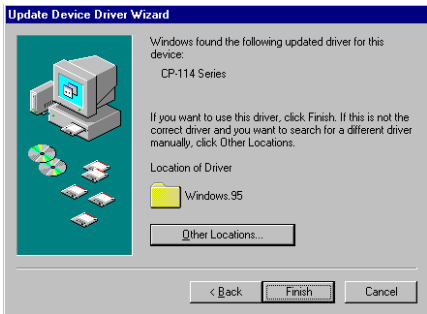 Update Device Driver Wizard
Windows found the following updated driver for this
device:
CP-114 Series
If you want to use this driver, click Finish. If this is not the
correct driver and you want to search for a different driver
manually, click Other Locations.
Location of Driver
Windows.95
Other Locations...
< Back
Finish
Cancel